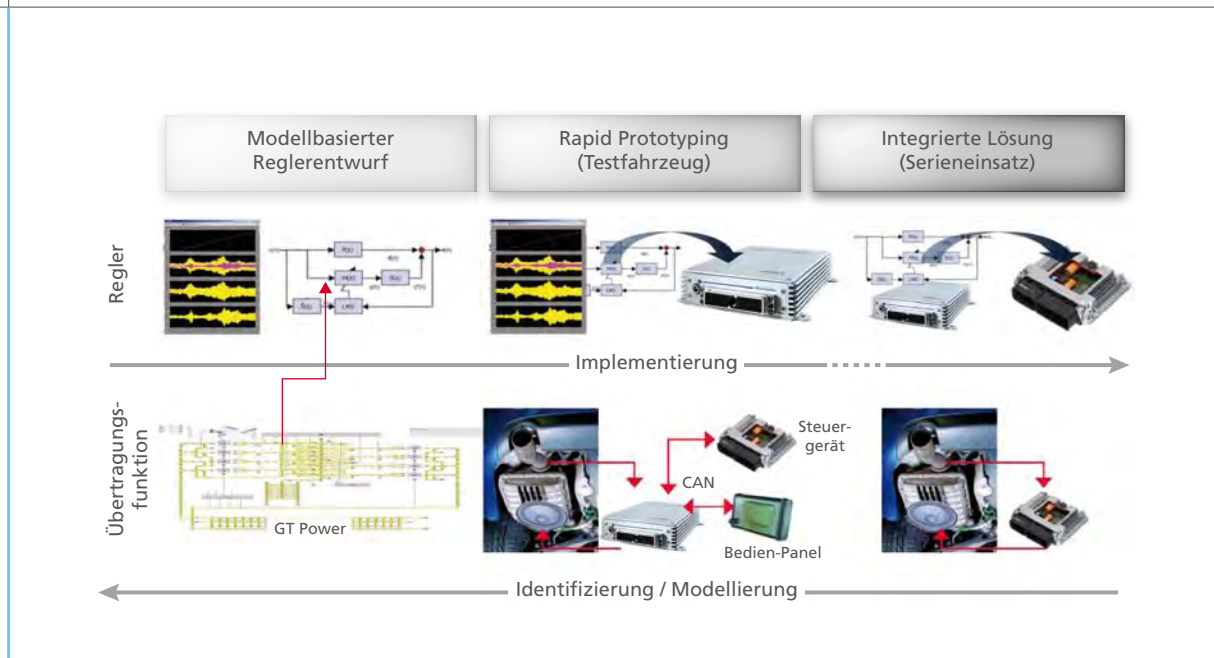 Modellbasierter
Reglerentwurf
Rapid Prototyping
(Testfahrzeug)
Integrierte Lösung
(Serieneinsatz)
Regler
Implementierung
Übertragungs-
funktion
GT Power
Steuer-
gerät
CAN
Bedien-Panel
Identifizierung / Modellierung